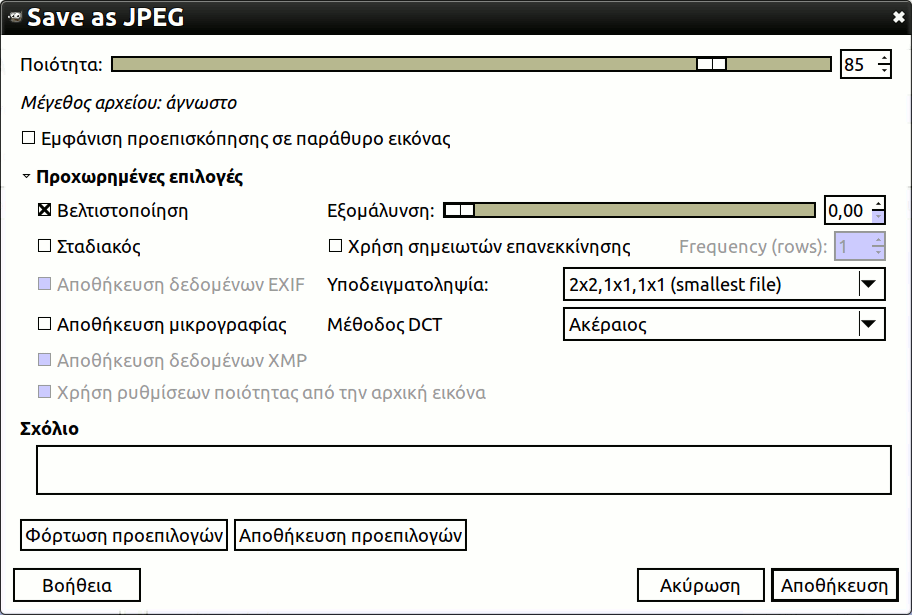 Save as JPEG
Ποιότητα: 85
Μέγεθος αρχείου: άγνωστο
Εμφάνιση προεπισκόπησης σε παράθυρο εικόνας
Προχωρημένες επιλογές
Βελτιστοποίηση Εξομάλυνση: 0,00
Σταδιακός Χρήση σημειωτών επανεκκίνησης Frequency (rows): 1
Αποθήκευση δεδομένων EXIF Υποδειγματοληψία: 2x2,1x1,1x1 (smallest file)
Αποθήκευση μικρογραφίας Μέθοδος DCT Ακέραιος
Αποθήκευση δεδομένων XMP
Χρήση ρυθμίσεων ποιότητας από την αρχική εικόνα
Σχόλιο
Φόρτωση προεπιλογών Αποθήκευση προεπιλογών
Βοήθεια Ακύρωση Αποθήκευση